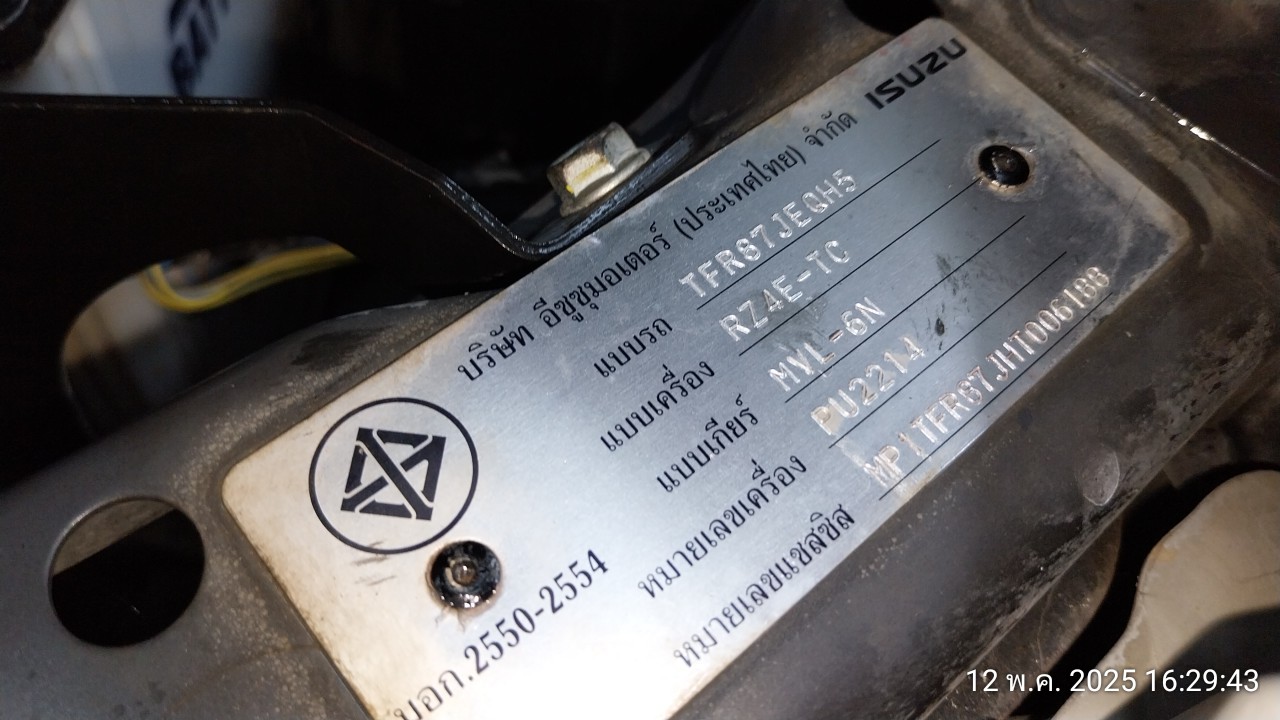 ISUZU
บริษัท อีซูซุมอเตอร์ (ประเทศไทย) จำกัด
แบบรถ TFR87JEQH5
แบบเครื่อง RZ4E-TC
แบบเกียร์ MVL-6N
หมายเลขเครื่อง PU2214
หมายเลขแชสซิส MP1TFR87JHT006188
มอก.2550-2554
12 พ.ค. 2025 16:29:43